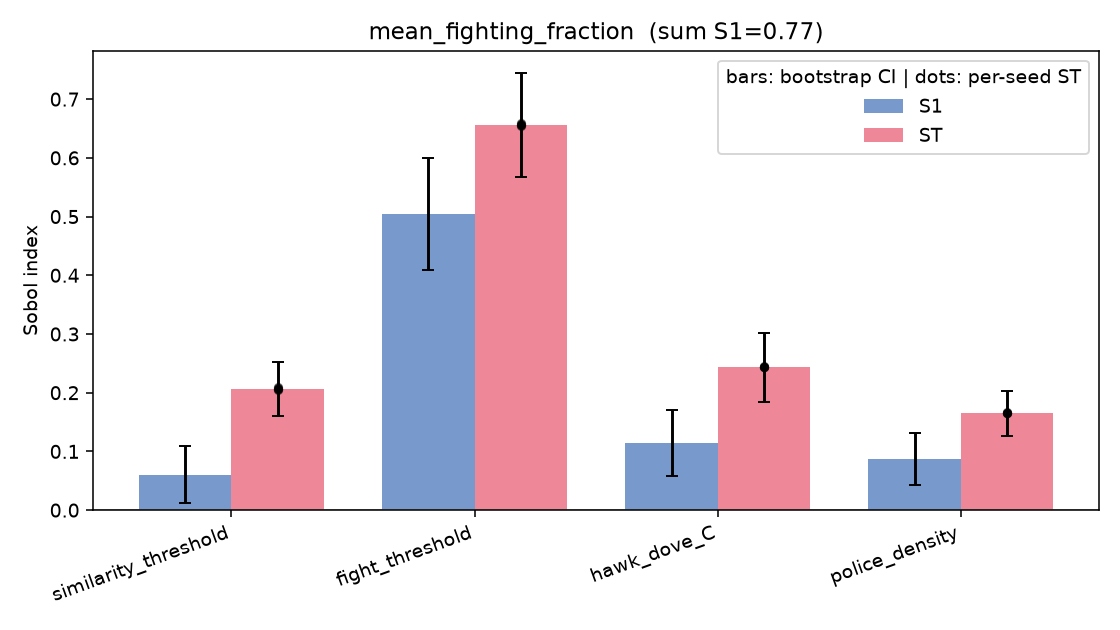 mean_fighting_fraction  (sum S1=0.77)
bars: bootstrap CI | dots: per-seed ST
S1
ST
Sobol index
0.7
0.6
0.5
0.4
0.3
0.2
0.1
0.0
similarity_threshold
fight_threshold
hawk_dove_C
police_density